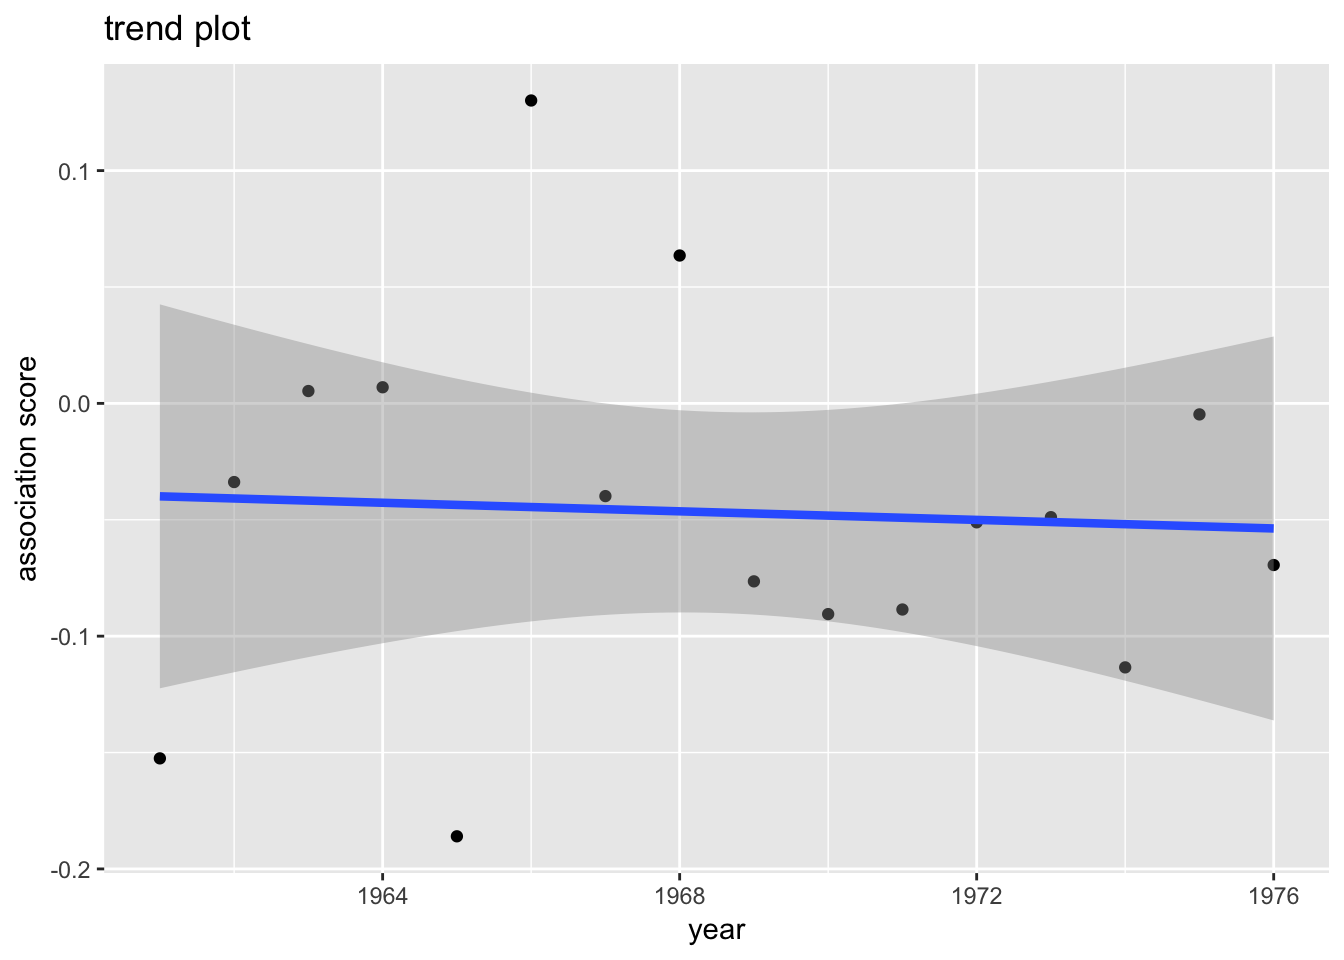 trend plot
0.1
0.0
-0.1
-0.2
association score
1964 1968 1972 1976
year